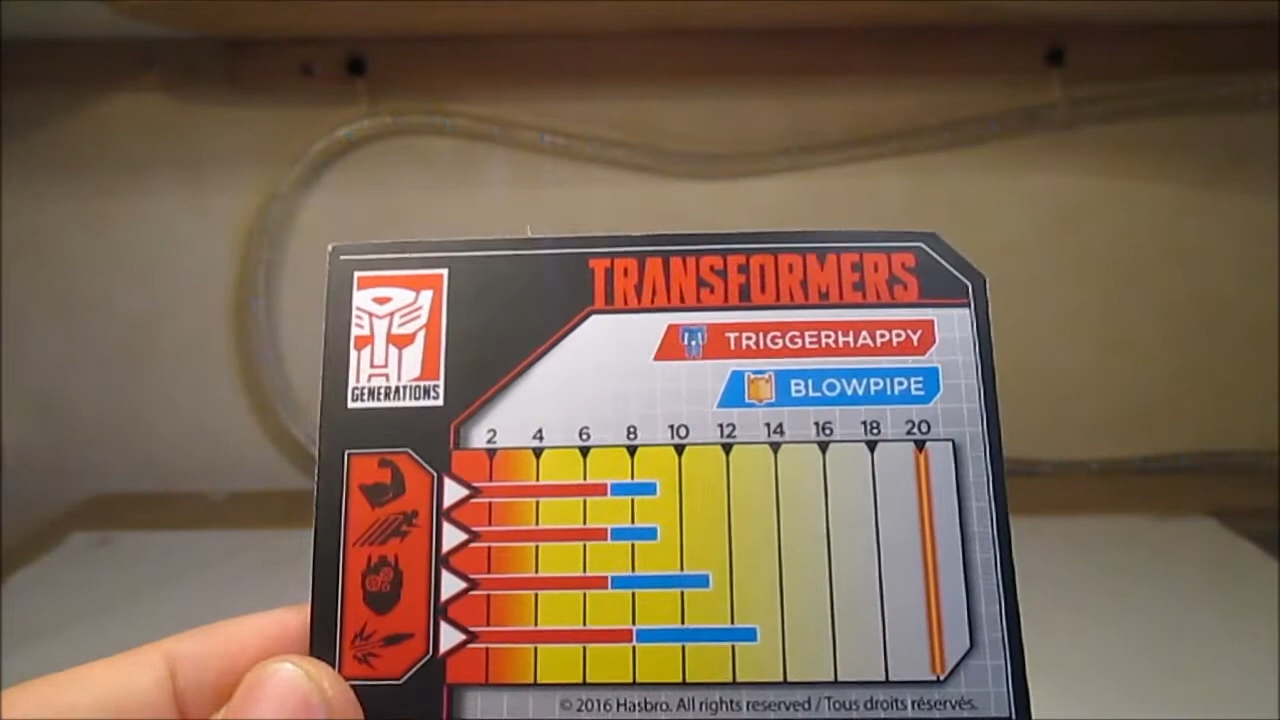 TRANSFORMERS
GENERATIONS
TRIGGERHAPPY
BLOWPIPE
2 4 6 8 10 12 14 16 18 20
© 2016 Hasbro. All rights reserved / Tous droits réservés.